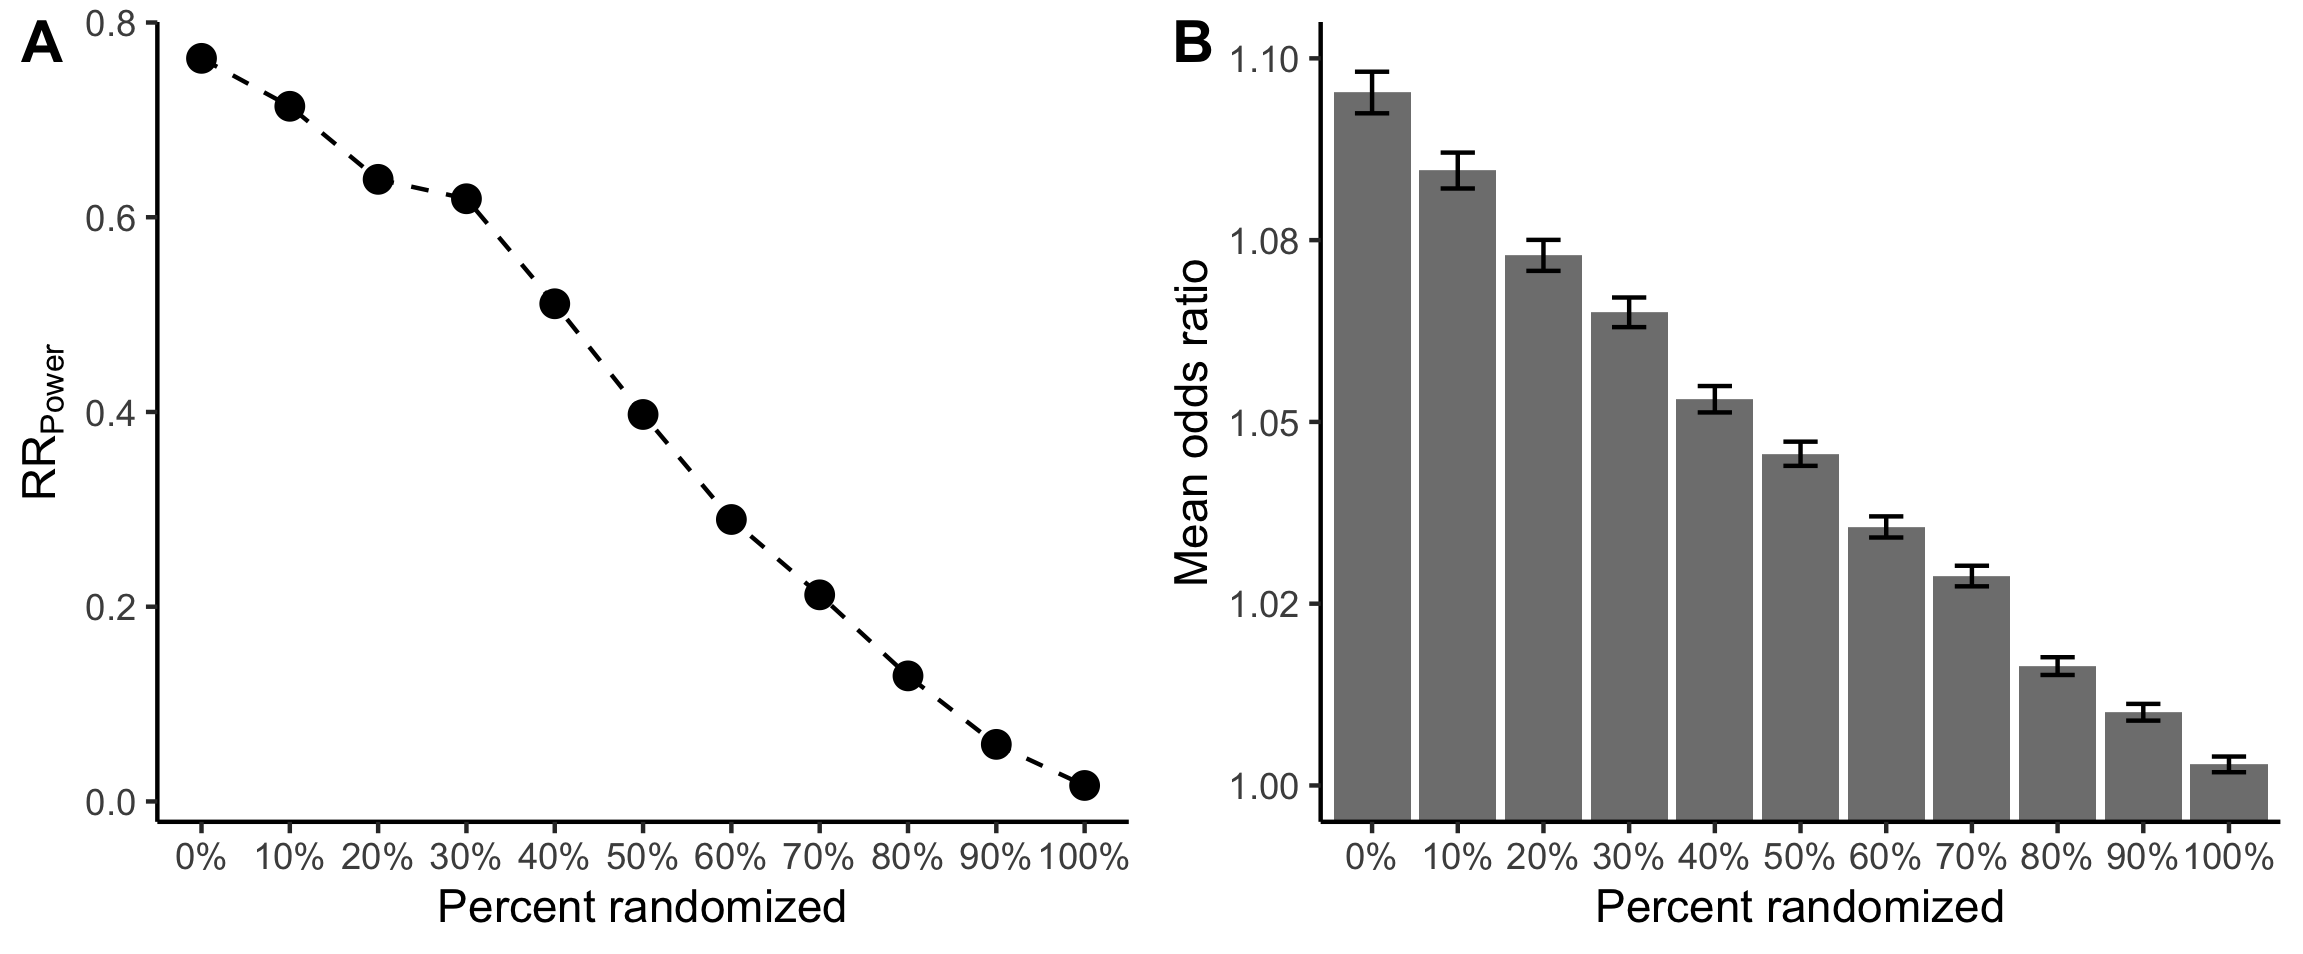 A
0.8
0.6
0.4
0.2
0.0
RRPower
0% 10% 20% 30% 40% 50% 60% 70% 80% 90% 100%
Percent randomized
B
1.10
1.08
1.05
1.02
1.00
Mean odds ratio
0% 10% 20% 30% 40% 50% 60% 70% 80% 90% 100%
Percent randomized